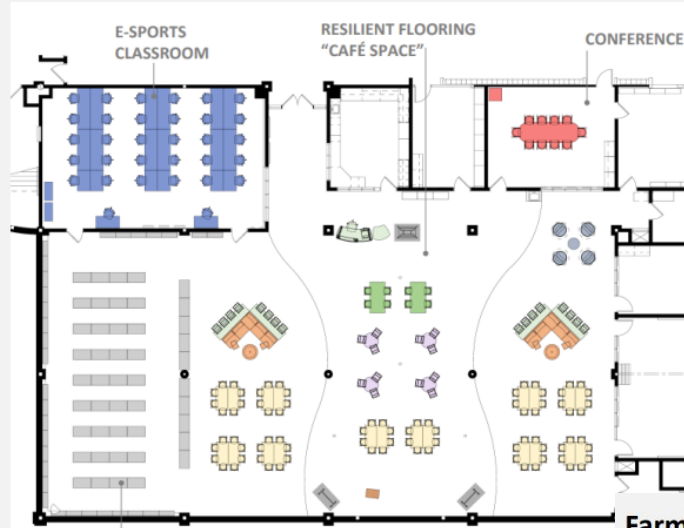 E-SPORTS
CLASSROOM
RESILIENT FLOORING
“CAFÉ SPACE”
CONFERENCE
Farm